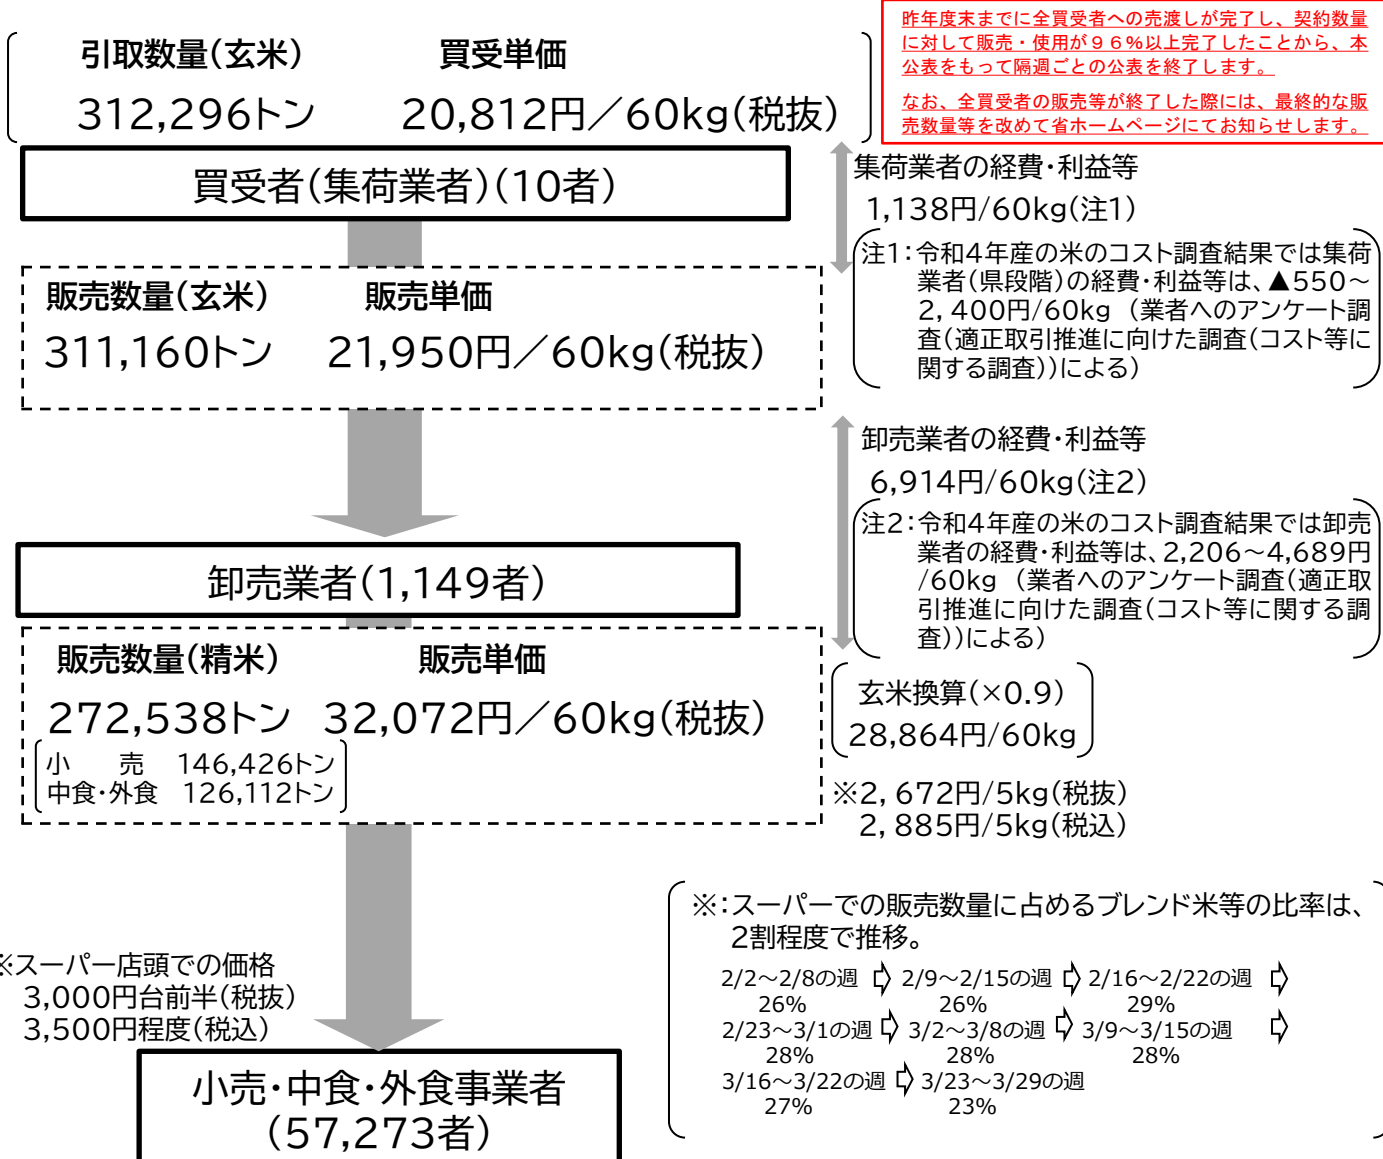 昨年度末までに全買受者への売渡しが完了し、契約数量
に対して販売・使用が９６%以上完了したことから、本
公表をもって隔週ごとの公表を終了します。
なお、全買受者の販売等が終了した際には、最終的な販
売数量等を改めて省ホームページにてお知らせします。
引取数量(玄米) 買受単価
312,296トン 20,812円／60kg(税抜)
買受者(集荷業者)(10者)
集荷業者の経費・利益等
1,138円/60kg(注1)
注1:令和4年産の米のコスト調査結果では集荷
業者(県段階)の経費・利益等は、▲550～
2,400円/60kg (業者へのアンケート調
査(適正取引推進に向けた調査(コスト等に
関する調査))による)
販売数量(玄米) 販売単価
311,160トン 21,950円／60kg(税抜)
卸売業者の経費・利益等
6,914円/60kg(注2)
注2:令和4年産の米のコスト調査結果では卸売
業者の経費・利益等は、2,206～4,689円
/60kg (業者へのアンケート調査(適正取
引推進に向けた調査(コスト等に関する調
査))による)
卸売業者(1,149者)
販売数量(精米) 販売単価
272,538トン 32,072円／60kg(税抜)
小　売 146,426トン
中食・外食 126,112トン
玄米換算(×0.9)
28,864円/60kg
※2,672円/5kg(税抜)
2,885円/5kg(税込)
※スーパー店頭での価格
3,000円台前半(税抜)
3,500円程度(税込)
※:スーパーでの販売数量に占めるブレンド米等の比率は、
2割程度で推移。
2/2～2/8の週 ⇨ 2/9～2/15の週 ⇨ 2/16～2/22の週 ⇨
26% 26% 29%
2/23～3/1の週 ⇨ 3/2～3/8の週 ⇨ 3/9～3/15の週 ⇨
28% 28% 28%
3/16～3/22の週 ⇨ 3/23～3/29の週
27% 23%
小売・中食・外食事業者
(57,273者)